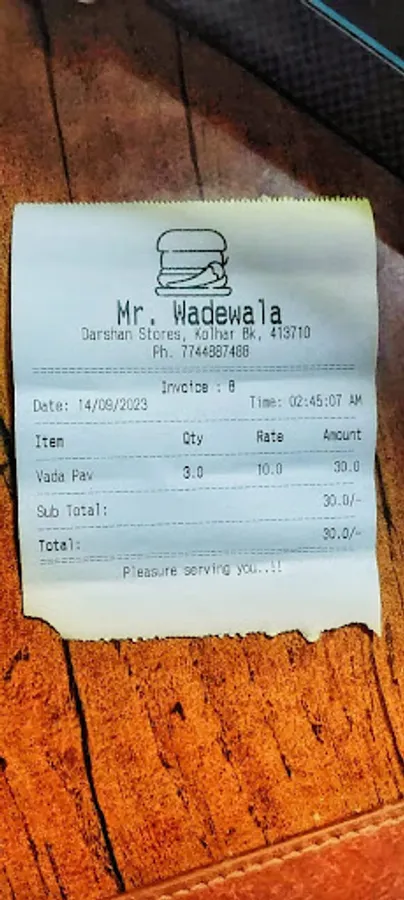 Mr. Wadewala
Darshan Stores, Kolhar Bk, 413710
Ph. 7744887488
Invoice : 8
Date: 14/09/2023 Time: 02:45:07 AM
Item Qty Rate Amount
Vada Pav 3.0 10.0 30.0
Sub Total: 30.0/-
Total: 30.0/-
Pleasure serving you..!!